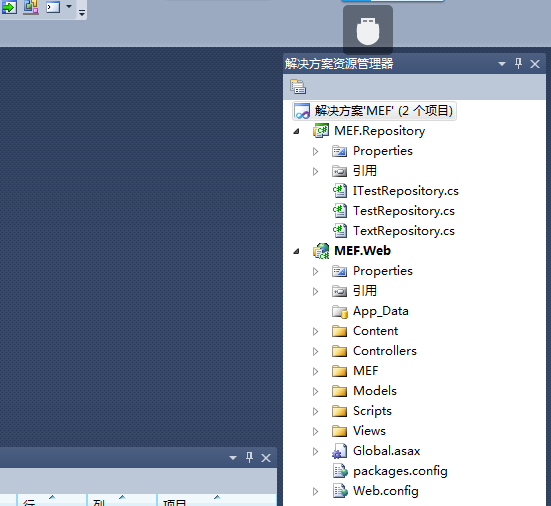 解决方案资源管理器
解决方案'MEF' (2 个项目)
MEF.Repository
Properties
引用
ITestRepository.cs
TestRepository.cs
TextRepository.cs
MEF.Web
Properties
引用
App_Data
Content
Controllers
MEF
Models
Scripts
Views
Global.asax
packages.config
Web.config
行 列 项目